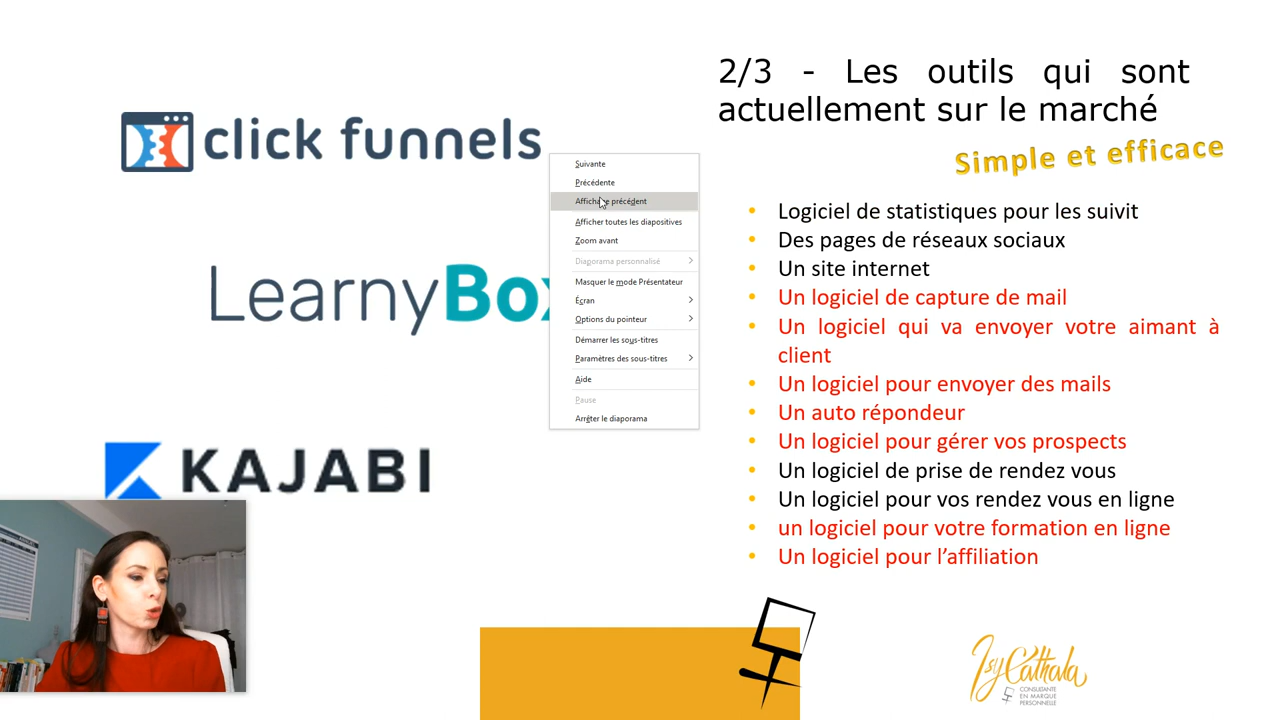 2/3 - Les outils qui sont
actuellement sur le marché
Simple et efficace
click funnels
LearnyBox
KAJABI
Suivante
Précédente
Affichage précédent
Afficher toutes les diapositives
Zoom avant
Diaporama personnalisé
Masquer le mode Présentateur
Écran
Options du pointeur
Démarrer les sous-titres
Paramètres des sous-titres
Aide
Pause
Arrêter le diaporama
• Logiciel de statistiques pour les suivit
• Des pages de réseaux sociaux
• Un site internet
• Un logiciel de capture de mail
• Un logiciel qui va envoyer votre aimant à
client
• Un logiciel pour envoyer des mails
• Un auto répondeur
• Un logiciel pour gérer vos prospects
• Un logiciel de prise de rendez vous
• Un logiciel pour vos rendez vous en ligne
• un logiciel pour votre formation en ligne
• Un logiciel pour l'affiliation
Isy Cathala
CONSULTANTE
EN MARQUE
PERSONNELLE